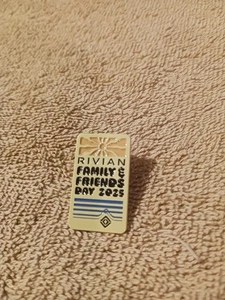 RIVIAN
FAMILY &
FRIENDS
DAY 2025